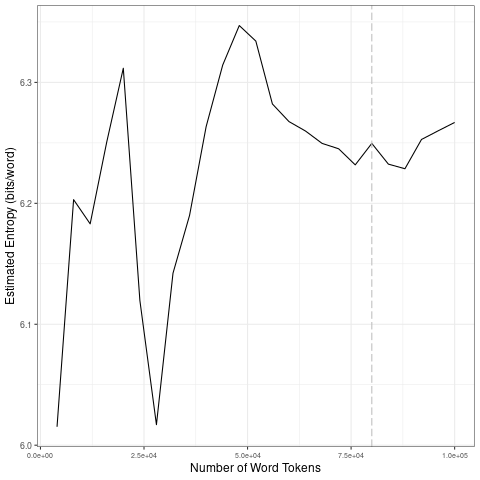 Estimated Entropy (bits/word)
6.3
6.2
6.1
6.0
0.0e+00 2.5e+04 5.0e+04 7.5e+04 1.0e+05
Number of Word Tokens